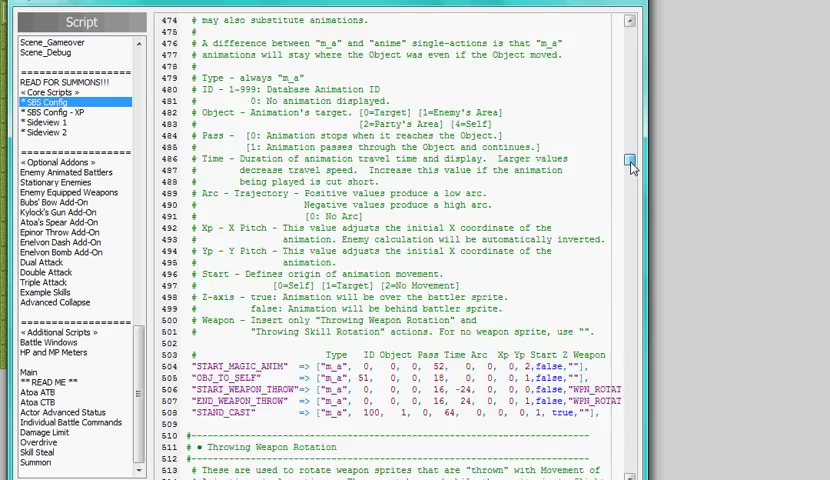 Script
Scene_Gameover
Scene_Debug
====================
READ FOR SUMMONS!!!
« Core Scripts »
* SBS Config
* SBS Config - XP
* Sideview 1
* Sideview 2
====================
« Optional Addons »
Enemy Animated Battlers
Stationary Enemies
Enemy Equipped Weapons
Bubs' Bow Add-On
Kylock's Gun Add-On
Atoa's Spear Add-On
Epinor Throw Add-On
Enelvon Dash Add-On
Enelvon Bomb Add-On
Dual Attack
Double Attack
Triple Attack
Example Skills
Advanced Collapse
====================
« Additional Scripts »
Battle Windows
HP and MP Meters
Main
** READ ME **
Atoa ATB
Atoa CTB
Actor Advanced Status
Individual Battle Commands
Damage Limit
Overdrive
Skill Steal
Summon
474 # may also substitute animations.
475 #
476 # A difference between "m_a" and "anime" single-actions is that "m_a"
477 # animations will stay where the Object was even if the Object moved.
478 #
479 # Type - always "m_a"
480 # ID - 1-999: Database Animation ID
481 # 0: No animation displayed.
482 # Object - Animation's target. [0=Target] [1=Enemy's Area]
483 # [2=Party's Area] [4=Self]
484 # Pass - [0: Animation stops when it reaches the Object.]
485 # [1: Animation passes through the Object and continues.]
486 # Time - Duration of animation travel time and display. Larger values
487 # decrease travel speed. Increase this value if the animation
488 # being played is cut short.
489 # Arc - Trajectory - Positive values produce a low arc.
490 # Negative values produce a high arc.
491 # [0: No Arc]
492 # Xp - X Pitch - This value adjusts the initial X coordinate of the
493 # animation. Enemy calculation will be automatically inverted.
494 # Yp - Y Pitch - This value adjusts the initial Y coordinate of the
495 # animation.
496 # Start - Defines origin of animation movement.
497 # [0=Self] [1=Target] [2=No Movement]
498 # Z-axis - true: Animation will be over the battler sprite.
499 # false: Animation will be behind battler sprite.
500 # Weapon - Insert only "Throwing Weapon Rotation" and
501 # "Throwing Skill Rotation" actions. For no weapon sprite, use "".
502
503 # Type ID Object Pass Time Arc Xp Yp Start Z Weapon
504 "START_MAGIC_ANIM" => ["m_a", 0, 0, 0, 52, 0, 0, 0, 2,false,""],
505 "OBJ_TO_SELF" => ["m_a", 51, 0, 0, 18, 0, 0, 0, 1,false,""],
506 "START_WEAPON_THROW" => ["m_a", 0, 0, 0, 16, -24, 0, 0, 0,false,"WPN_ROTAT
507 "END_WEAPON_THROW" => ["m_a", 0, 0, 0, 16, 24, 0, 0, 1,false,"WPN_ROTAT
508 "STAND_CAST" => ["m_a", 100, 1, 0, 64, 0, 0, 0, 1, true,""],
509
510 #--------------------------------------------------------------------------
511 # ● Throwing Weapon Rotation
512 #--------------------------------------------------------------------------
513 # These are used to rotate weapon sprites that are "thrown" with Movement of